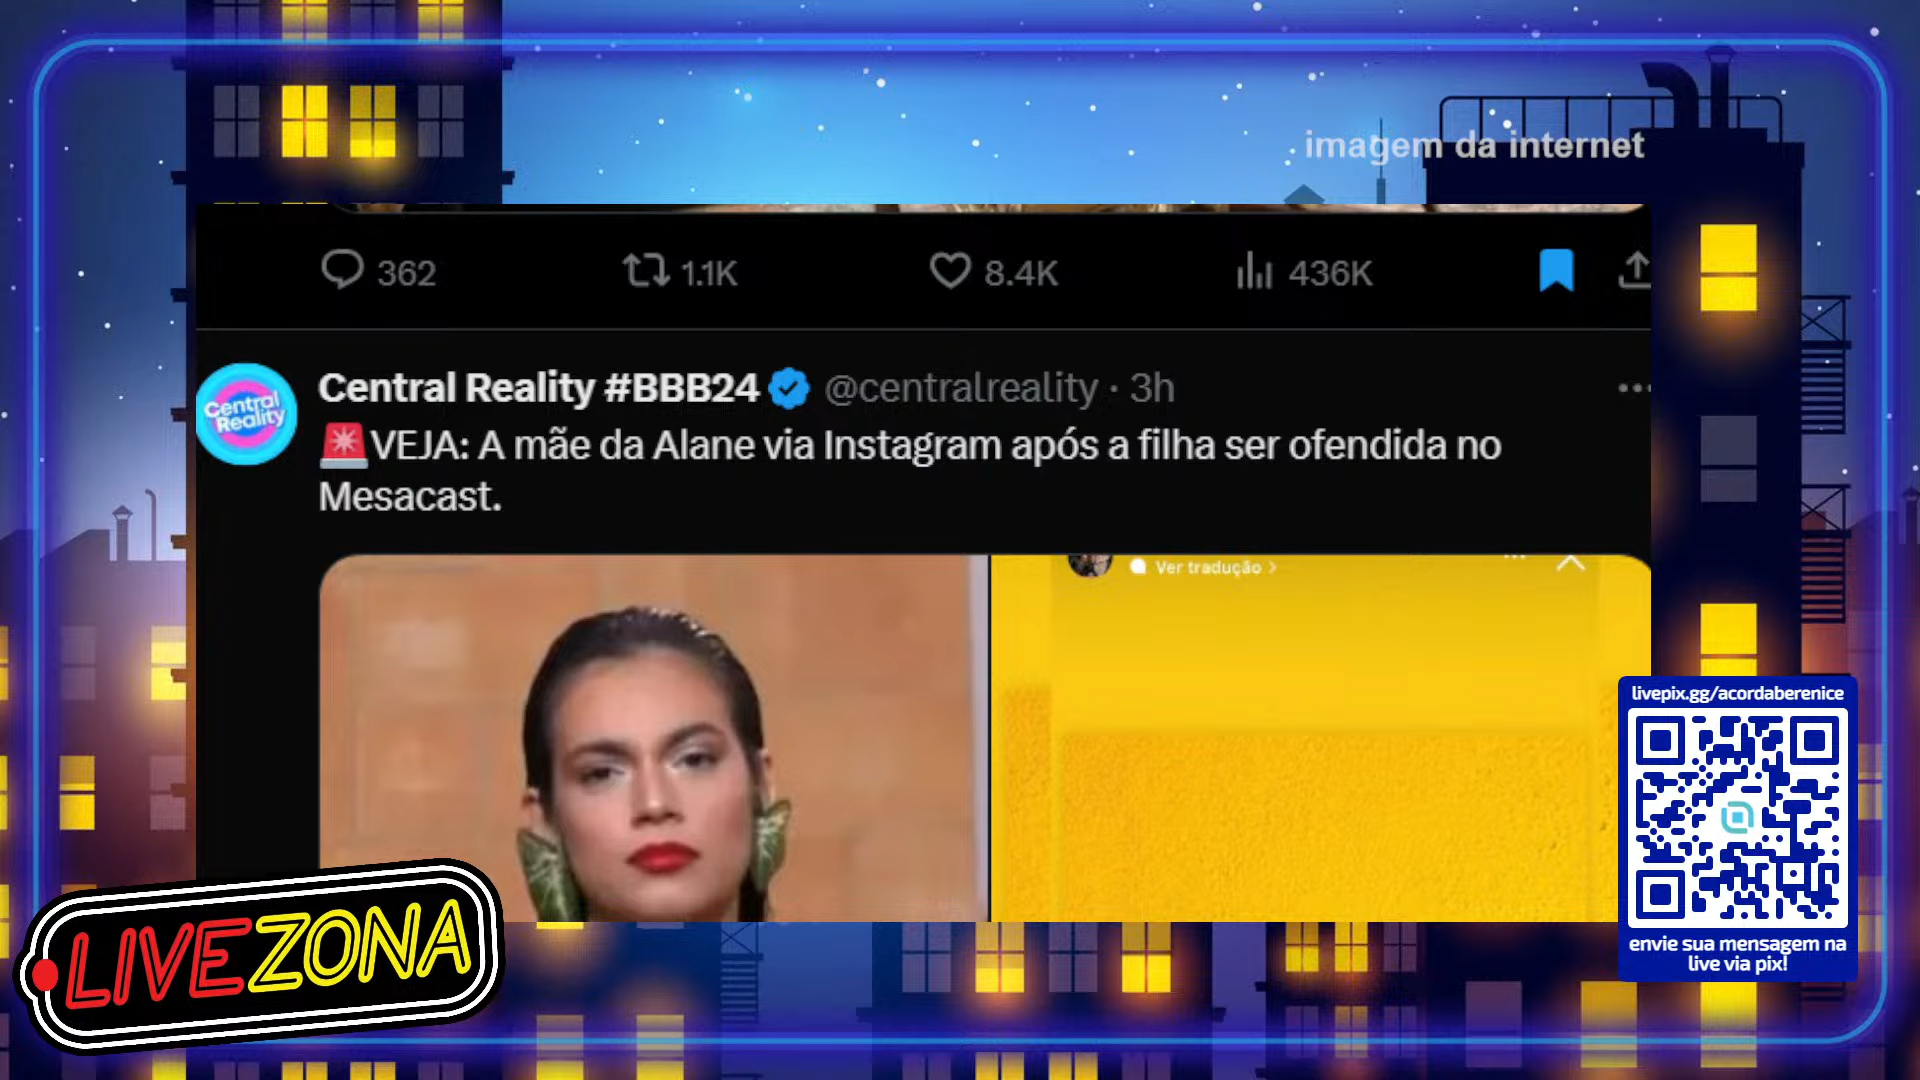 imagem da internet
362 1.1K 8.4K 436K
Central Reality
Central Reality #BBB24 @centralreality · 3h
VEJA: A mãe da Alane via Instagram após a filha ser ofendida no
Mesacast.
Ver tradução >
livepix.gg/acordaberenice
envie sua mensagem na
live via pix!
LIVEZONA